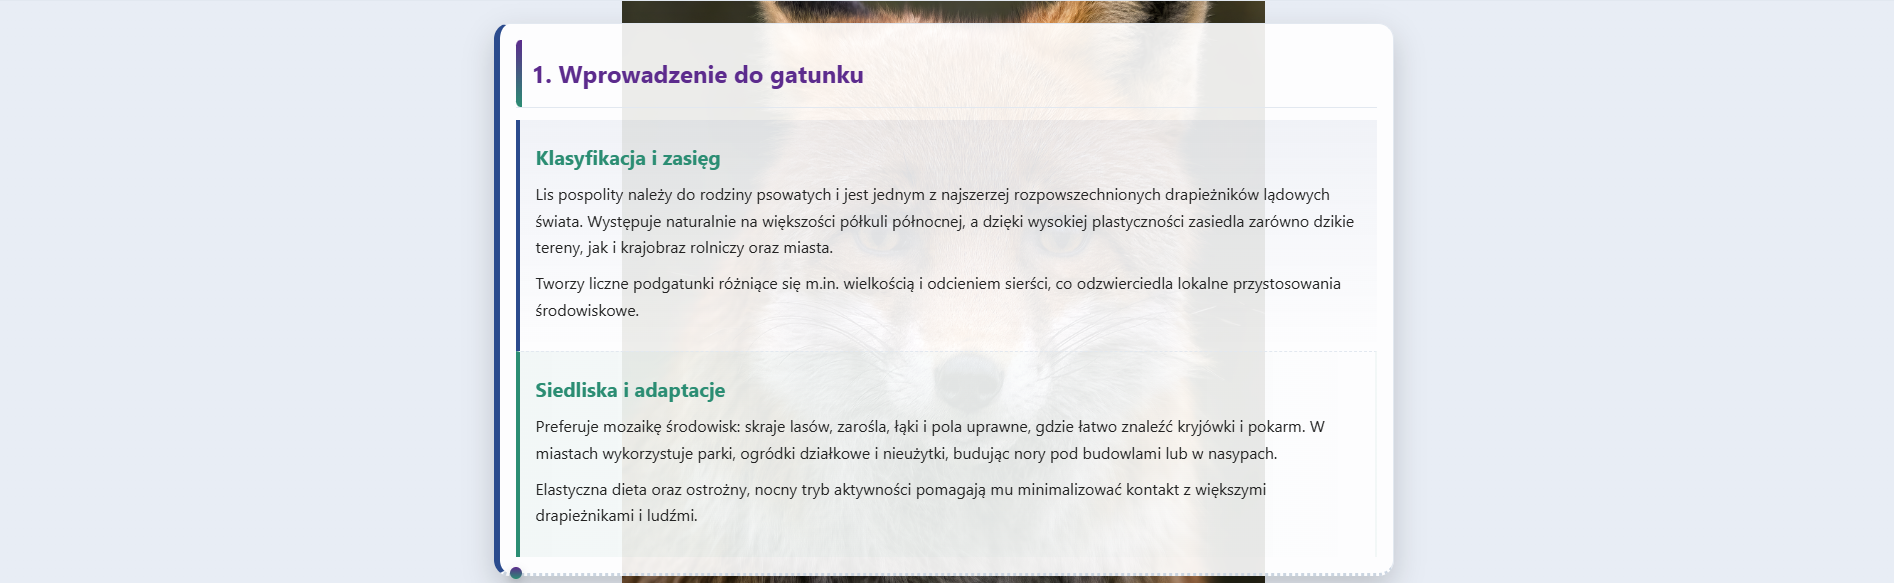 1. Wprowadzenie do gatunku
Klasyfikacja i zasięg
Lis pospolity należy do rodziny psowatych i jest jednym z najszerzej rozpowszechnionych drapieżników lądowych
świata. Występuje naturalnie na większości półkuli północnej, a dzięki wysokiej plastyczności zasiedla zarówno dzikie
tereny, jak i krajobraz rolniczy oraz miasta.
Tworzy liczne podgatunki różniące się m.in. wielkością i odcieniem sierści, co odzwierciedla lokalne przystosowania
środowiskowe.
Siedliska i adaptacje
Preferuje mozaikę środowisk: skraje lasów, zarośla, łąki i pola uprawne, gdzie łatwo znaleźć kryjówki i pokarm. W
miastach wykorzystuje parki, ogródki działkowe i nieużytki, budując nory pod budowlami lub w nasypach.
Elastyczna dieta oraz ostrożny, nocny tryb aktywności pomagają mu minimalizować kontakt z większymi
drapieżnikami i ludźmi.